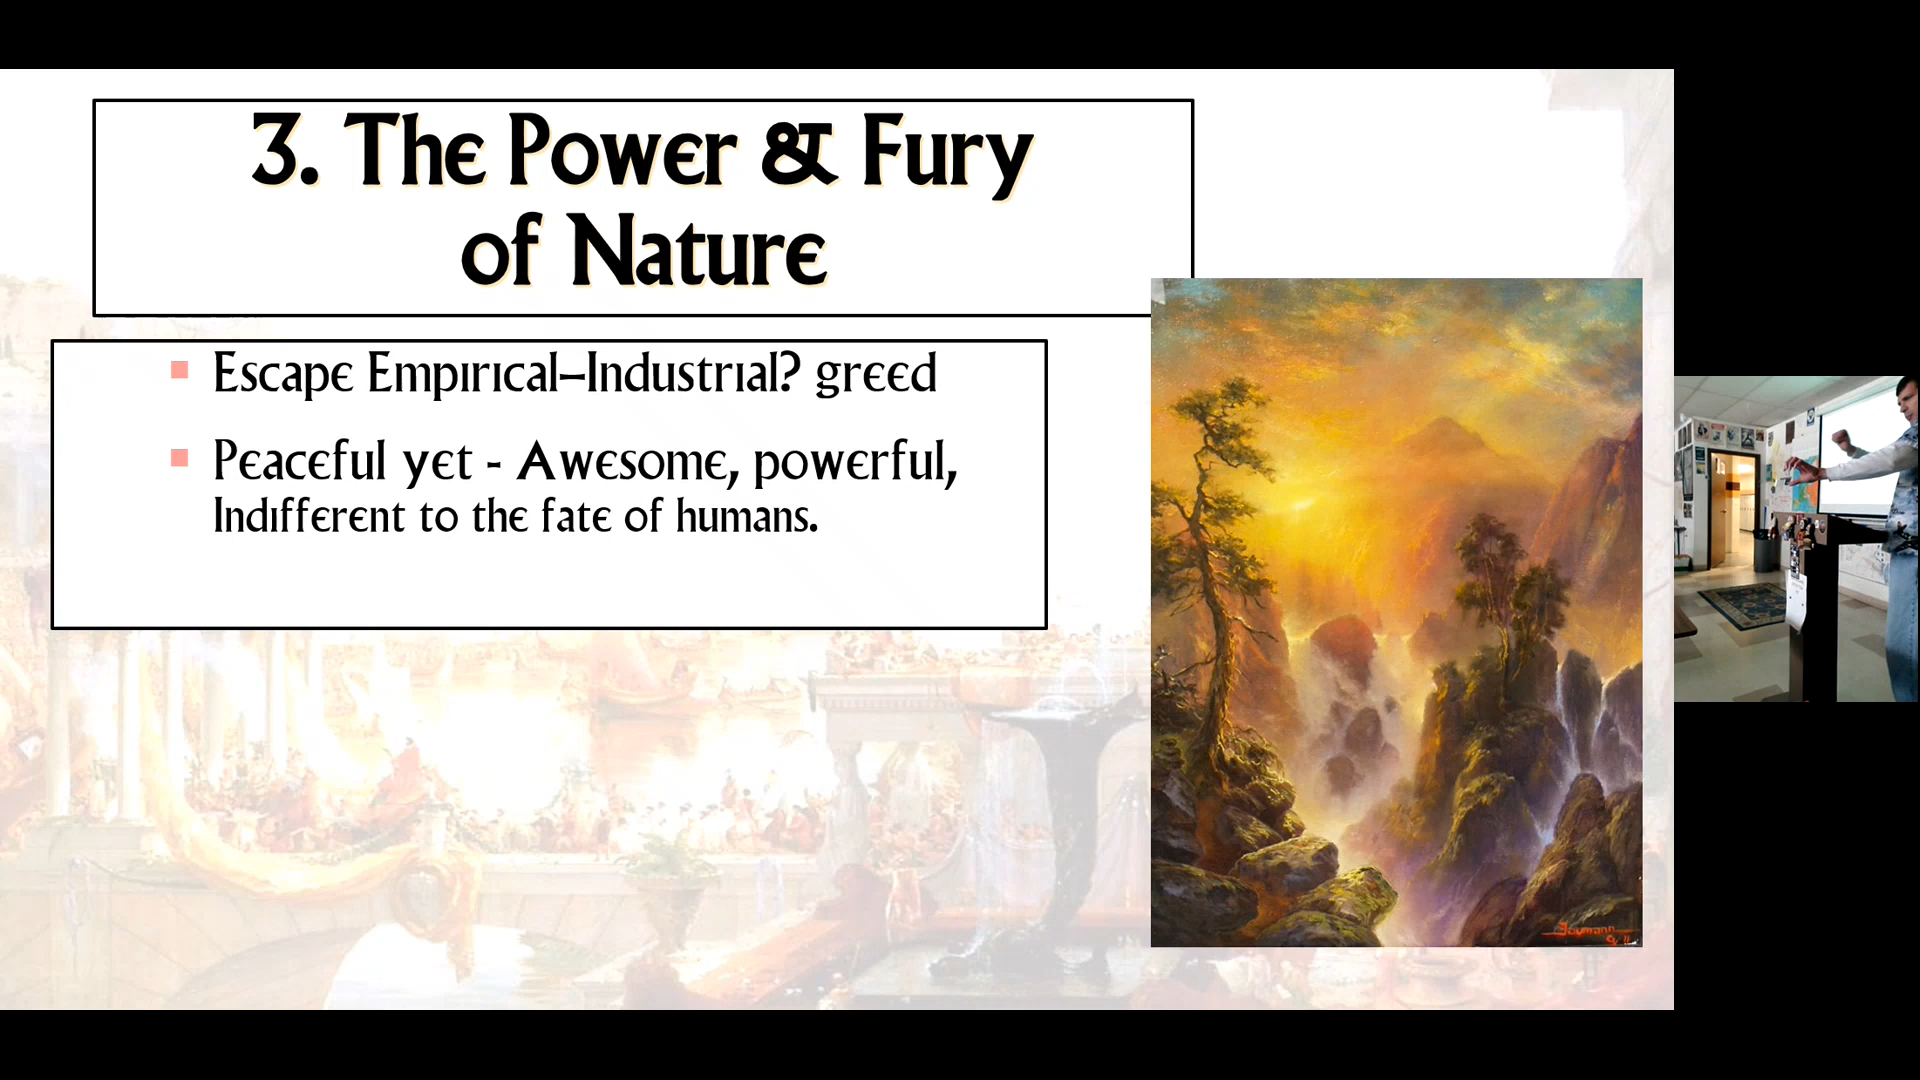 3. The Power & Fury
of Nature
Escape Empirical–Industrial? greed
Peaceful yet - Awesome, powerful,
Indifferent to the fate of humans.